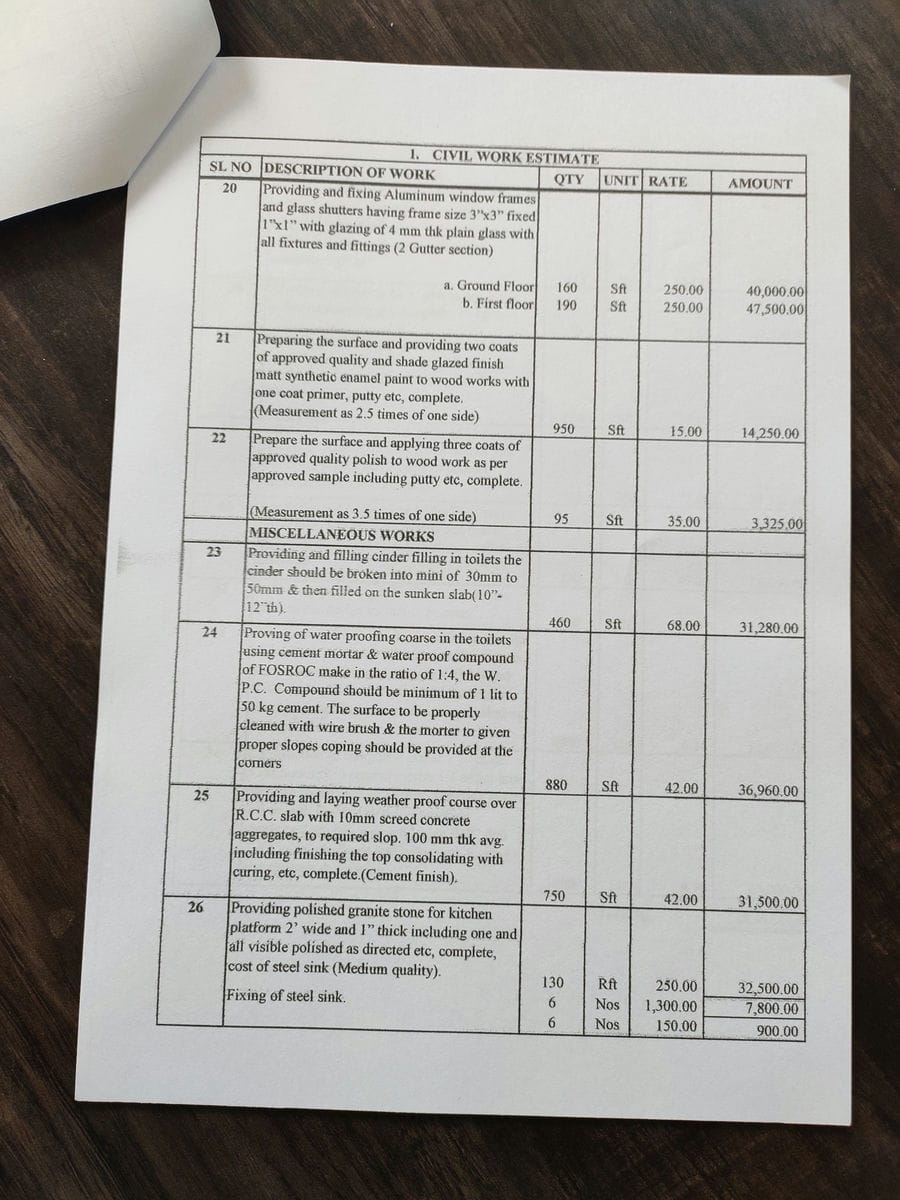 1. CIVIL WORK ESTIMATE
SL NO DESCRIPTION OF WORK QTY UNIT RATE AMOUNT
20 Providing and fixing Aluminum window frames
and glass shutters having frame size 3"x3" fixed
1"x1" with glazing of 4 mm thk plain glass with
all fixtures and fittings (2 Gutter section)
a. Ground Floor 160 Sft 250.00 40,000.00
b. First floor 190 Sft 250.00 47,500.00
21 Preparing the surface and providing two coats
of approved quality and shade glazed finish
matt synthetic enamel paint to wood works with
one coat primer, putty etc, complete.
(Measurement as 2.5 times of one side)
950 Sft 15.00 14,250.00
22 Prepare the surface and applying three coats of
approved quality polish to wood work as per
approved sample including putty etc, complete.
(Measurement as 3.5 times of one side) 95 Sft 35.00 3,325.00
MISCELLANEOUS WORKS
23 Providing and filling cinder filling in toilets the
cinder should be broken into mini of 30mm to
50mm & then filled on the sunken slab(10"-
12"th).
460 Sft 68.00 31,280.00
24 Proving of water proofing coarse in the toilets
using cement mortar & water proof compound
of FOSROC make in the ratio of 1:4, the W.
P.C. Compound should be minimum of 1 lit to
50 kg cement. The surface to be properly
cleaned with wire brush & the morter to given
proper slopes coping should be provided at the
corners
880 Sft 42.00 36,960.00
25 Providing and laying weather proof course over
R.C.C. slab with 10mm screed concrete
aggregates, to required slop. 100 mm thk avg.
including finishing the top consolidating with
curing, etc, complete.(Cement finish).
750 Sft 42.00 31,500.00
26 Providing polished granite stone for kitchen
platform 2' wide and 1" thick including one and
all visible polished as directed etc, complete,
cost of steel sink (Medium quality).
130 Rft 250.00 32,500.00
Fixing of steel sink. 6 Nos 1,300.00 7,800.00
6 Nos 150.00 900.00